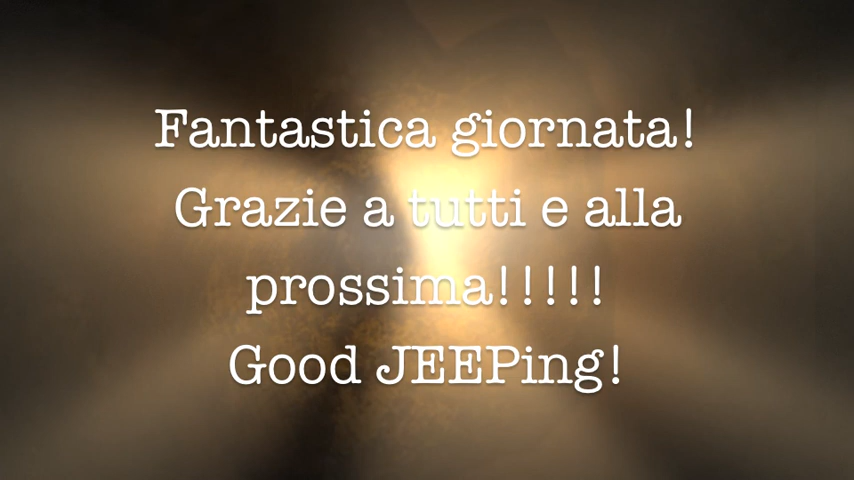 Fantastica giornata!
Grazie a tutti e alla
prossima!!!!!
Good JEEPing!